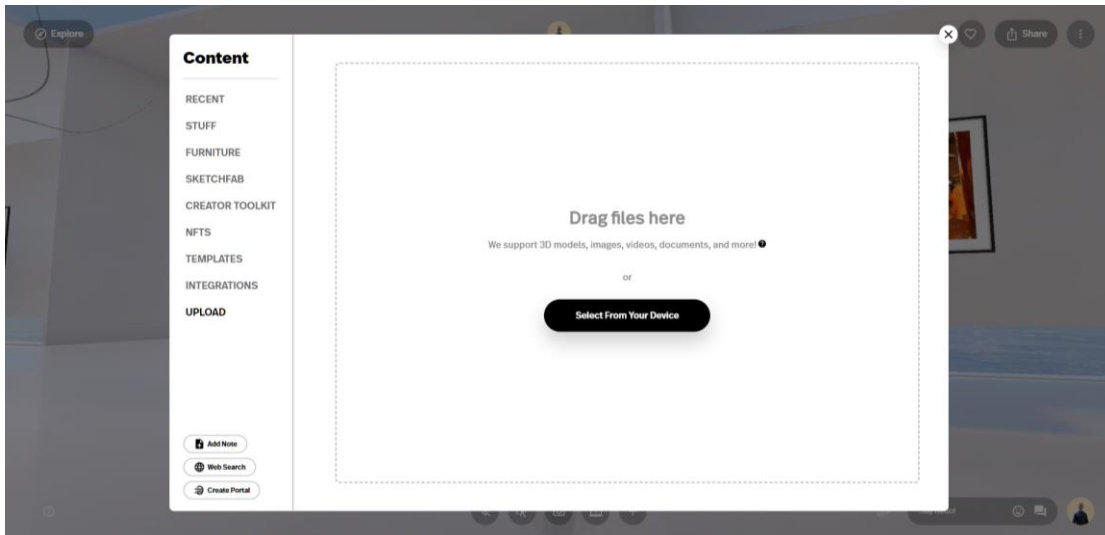 Explore
Share
Content
RECENT
STUFF
FURNITURE
SKETCHFAB
CREATOR TOOLKIT
NFTS
TEMPLATES
INTEGRATIONS
UPLOAD
Add Note
Web Search
Create Portal
Drag files here
We support 3D models, images, videos, documents, and more!
or
Select From Your Device